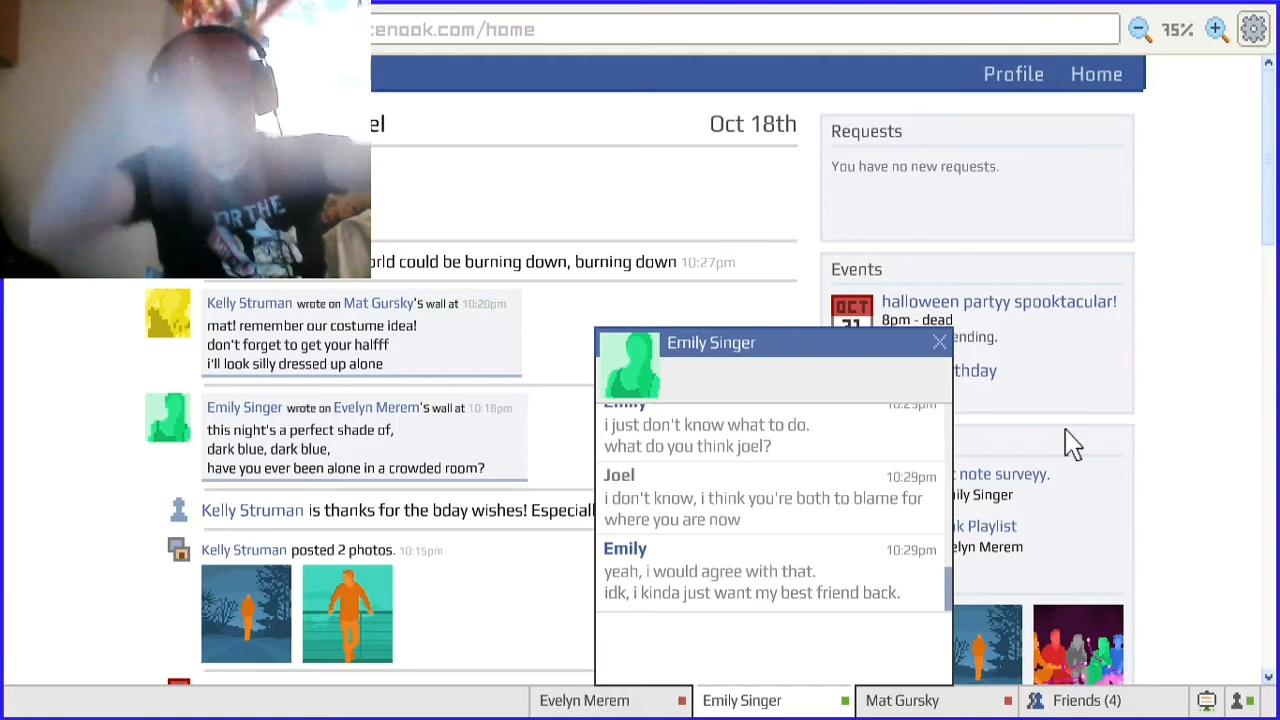 enook.com/home
75%
Profile Home
el
Oct 18th
Requests
You have no new requests.
orld could be burning down, burning down 10:27pm
Events
OCT
31
halloween partyy spooktacular!
8pm - dead
ending.
thday
Kelly Struman wrote on Mat Gursky's wall at 10:20pm
mat! remember our costume idea!
don't forget to get your halfff
i'll look silly dressed up alone
Emily Singer wrote on Evelyn Merem's wall at 10:18pm
this night's a perfect shade of,
dark blue, dark blue,
have you ever been alone in a crowded room?
Kelly Struman is thanks for the bday wishes! Especiall
Kelly Struman posted 2 photos. 10:15pm
Emily Singer
Emily
i just don't know what to do.
what do you think joel?
Joel 10:29pm
i don't know, i think you're both to blame for
where you are now
Emily 10:29pm
yeah, i would agree with that.
idk, i kinda just want my best friend back.
t note surveyy.
ily Singer
k Playlist
elyn Merem
OR THE
Evelyn Merem
Emily Singer
Mat Gursky
Friends (4)